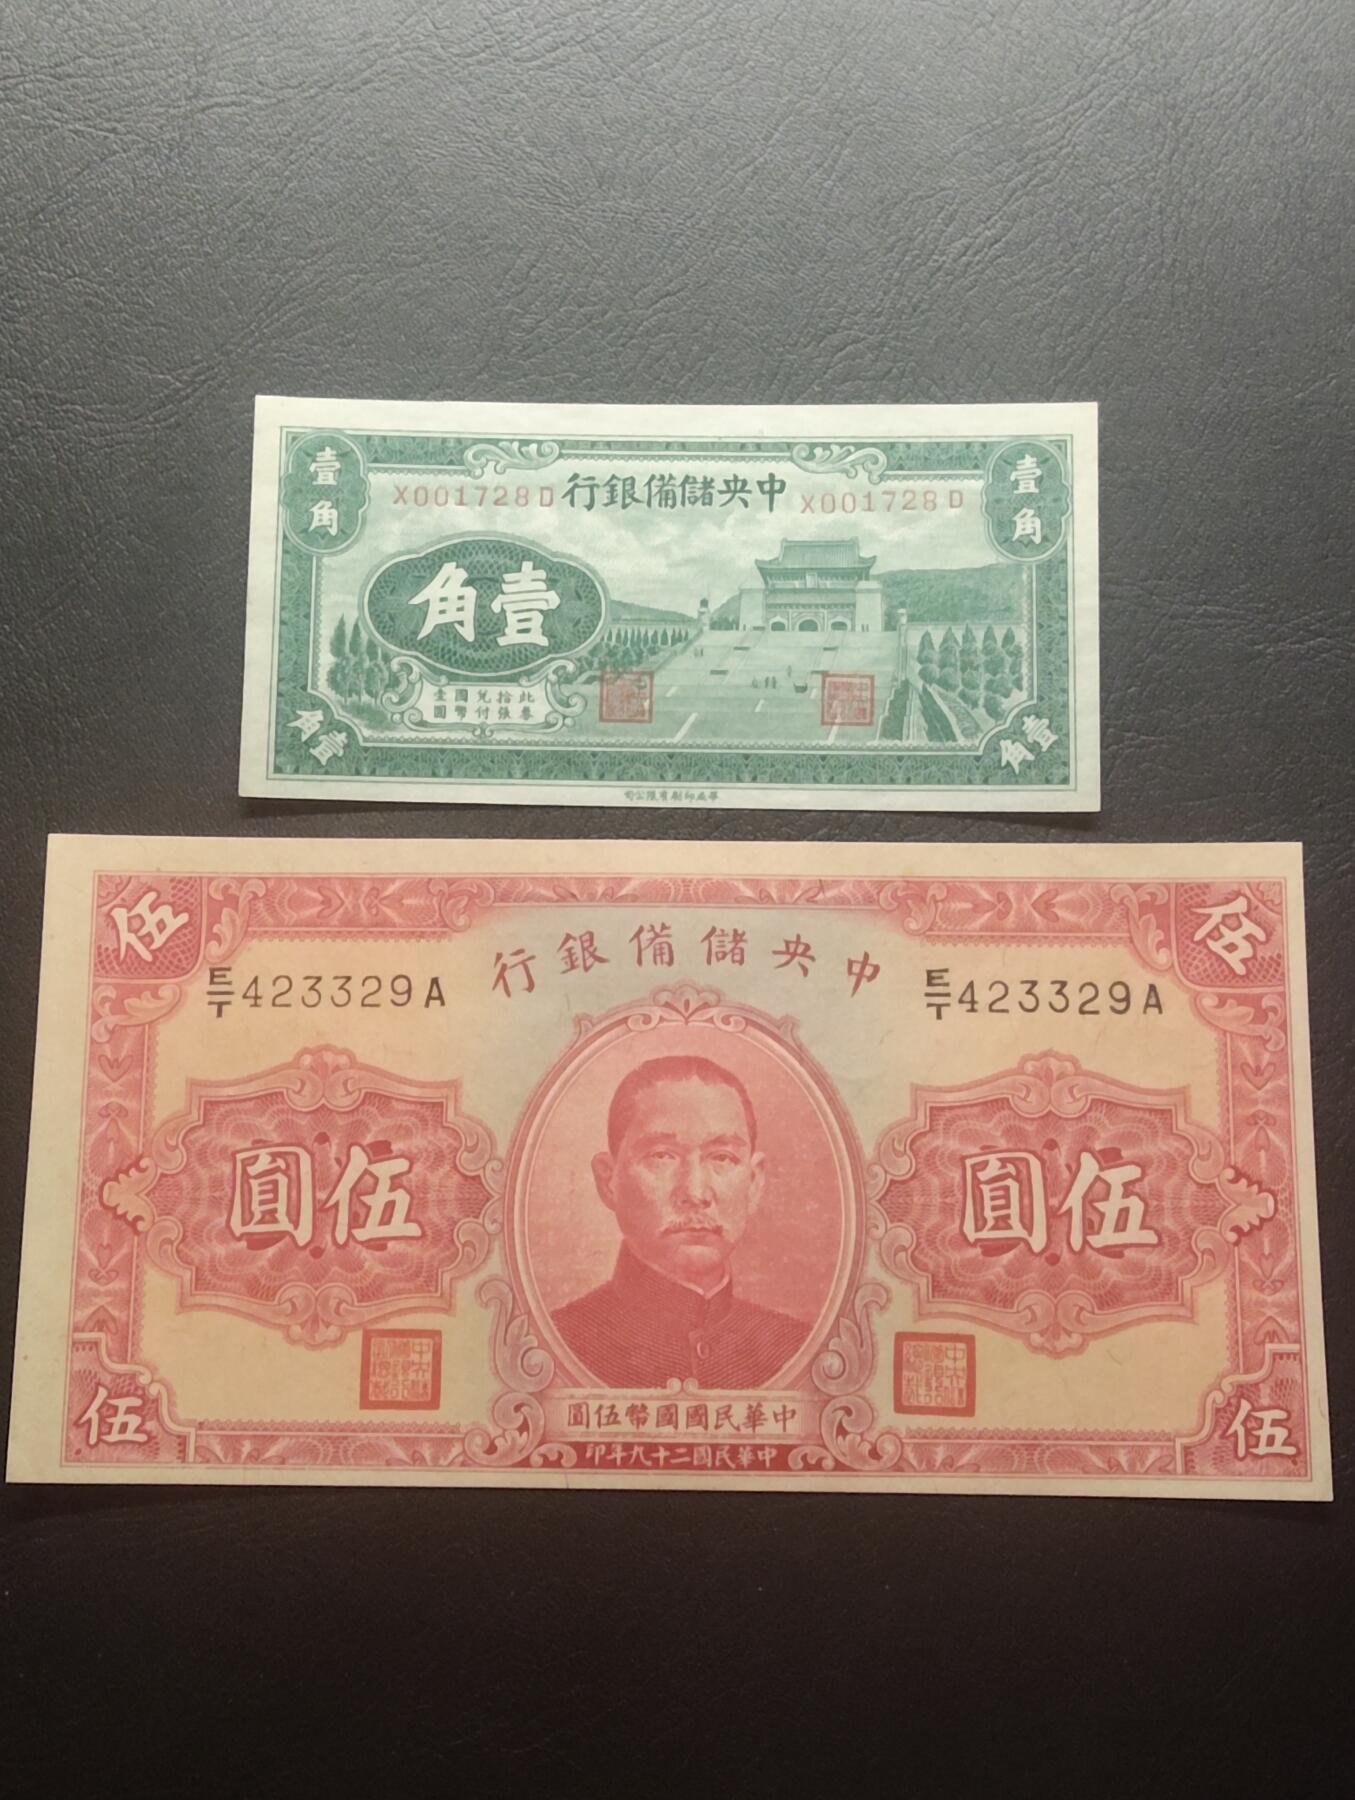 壹角
X001728D
中央儲備銀行
X001728D
壹角
壹角
此券拾張兌付國幣壹圓
壹角
壹角
伍
中央儲備銀行
伍
E/T423329A
E/T423329A
伍圓
伍圓
中華民國國幣伍圓
伍
中華民國二十九年印
伍